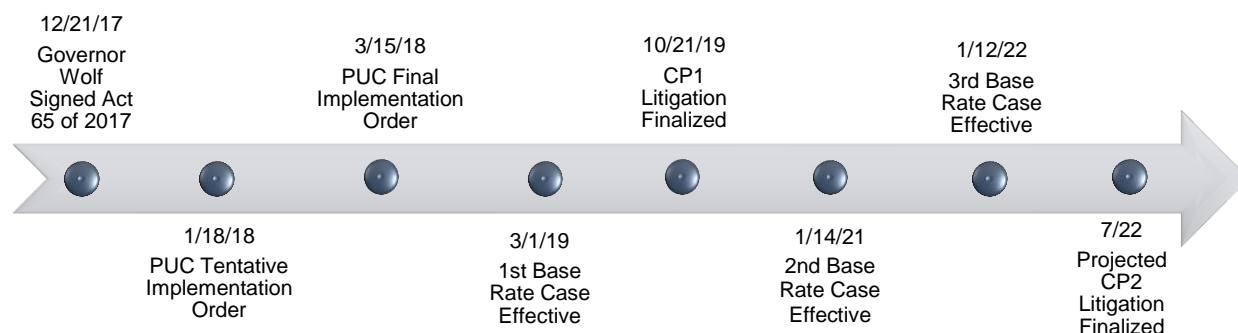 12/21/17
Governor
Wolf
Signed Act
65 of 2017
1/18/18
PUC Tentative
Implementation
Order
3/15/18
PUC Final
Implementation
Order
3/1/19
1st Base
Rate Case
Effective
10/21/19
CP1
Litigation
Finalized
1/14/21
2nd Base
Rate Case
Effective
1/12/22
3rd Base
Rate Case
Effective
7/22
Projected
CP2
Litigation
Finalized